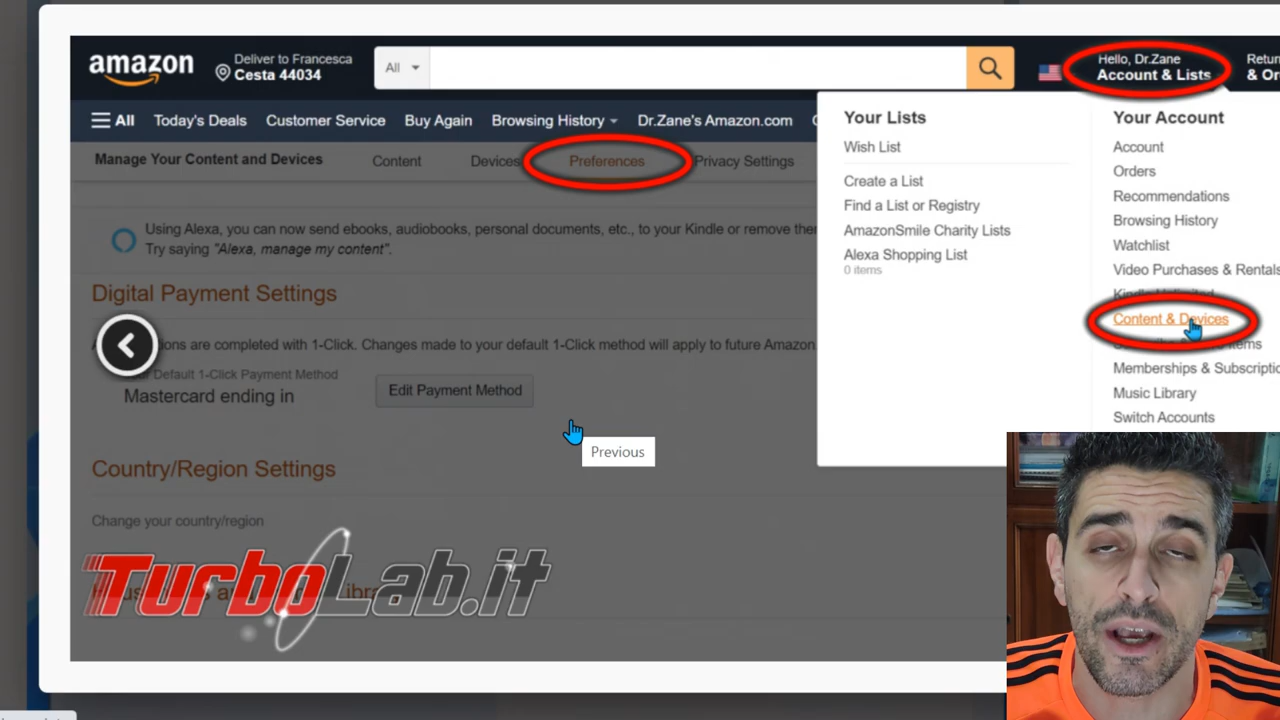 amazon
Deliver to Francesca
Cesta 44034
All
Hello, Dr.Zane
Account & Lists
Retur
& Or
All Today's Deals Customer Service Buy Again Browsing History Dr.Zane's Amazon.com
Manage Your Content and Devices Content Devices Preferences Privacy Settings
Using Alexa, you can now send ebooks, audiobooks, personal documents, etc., to your Kindle or remove ther
Try saying "Alexa, manage my content".
Digital Payment Settings
ons are completed with 1-Click. Changes made to your default 1-Click method will apply to future Amazon
Default 1-Click Payment Method
Mastercard ending in
Edit Payment Method
Previous
Country/Region Settings
Change your country/region
TurboLab.it
Your Lists
Wish List
Create a List
Find a List or Registry
AmazonSmile Charity Lists
Alexa Shopping List
0 items
Your Account
Account
Orders
Recommendations
Browsing History
Watchlist
Video Purchases & Rentals
Kindle Unlimited
Content & Devices
Memberships & Subscriptio
Music Library
Switch Accounts